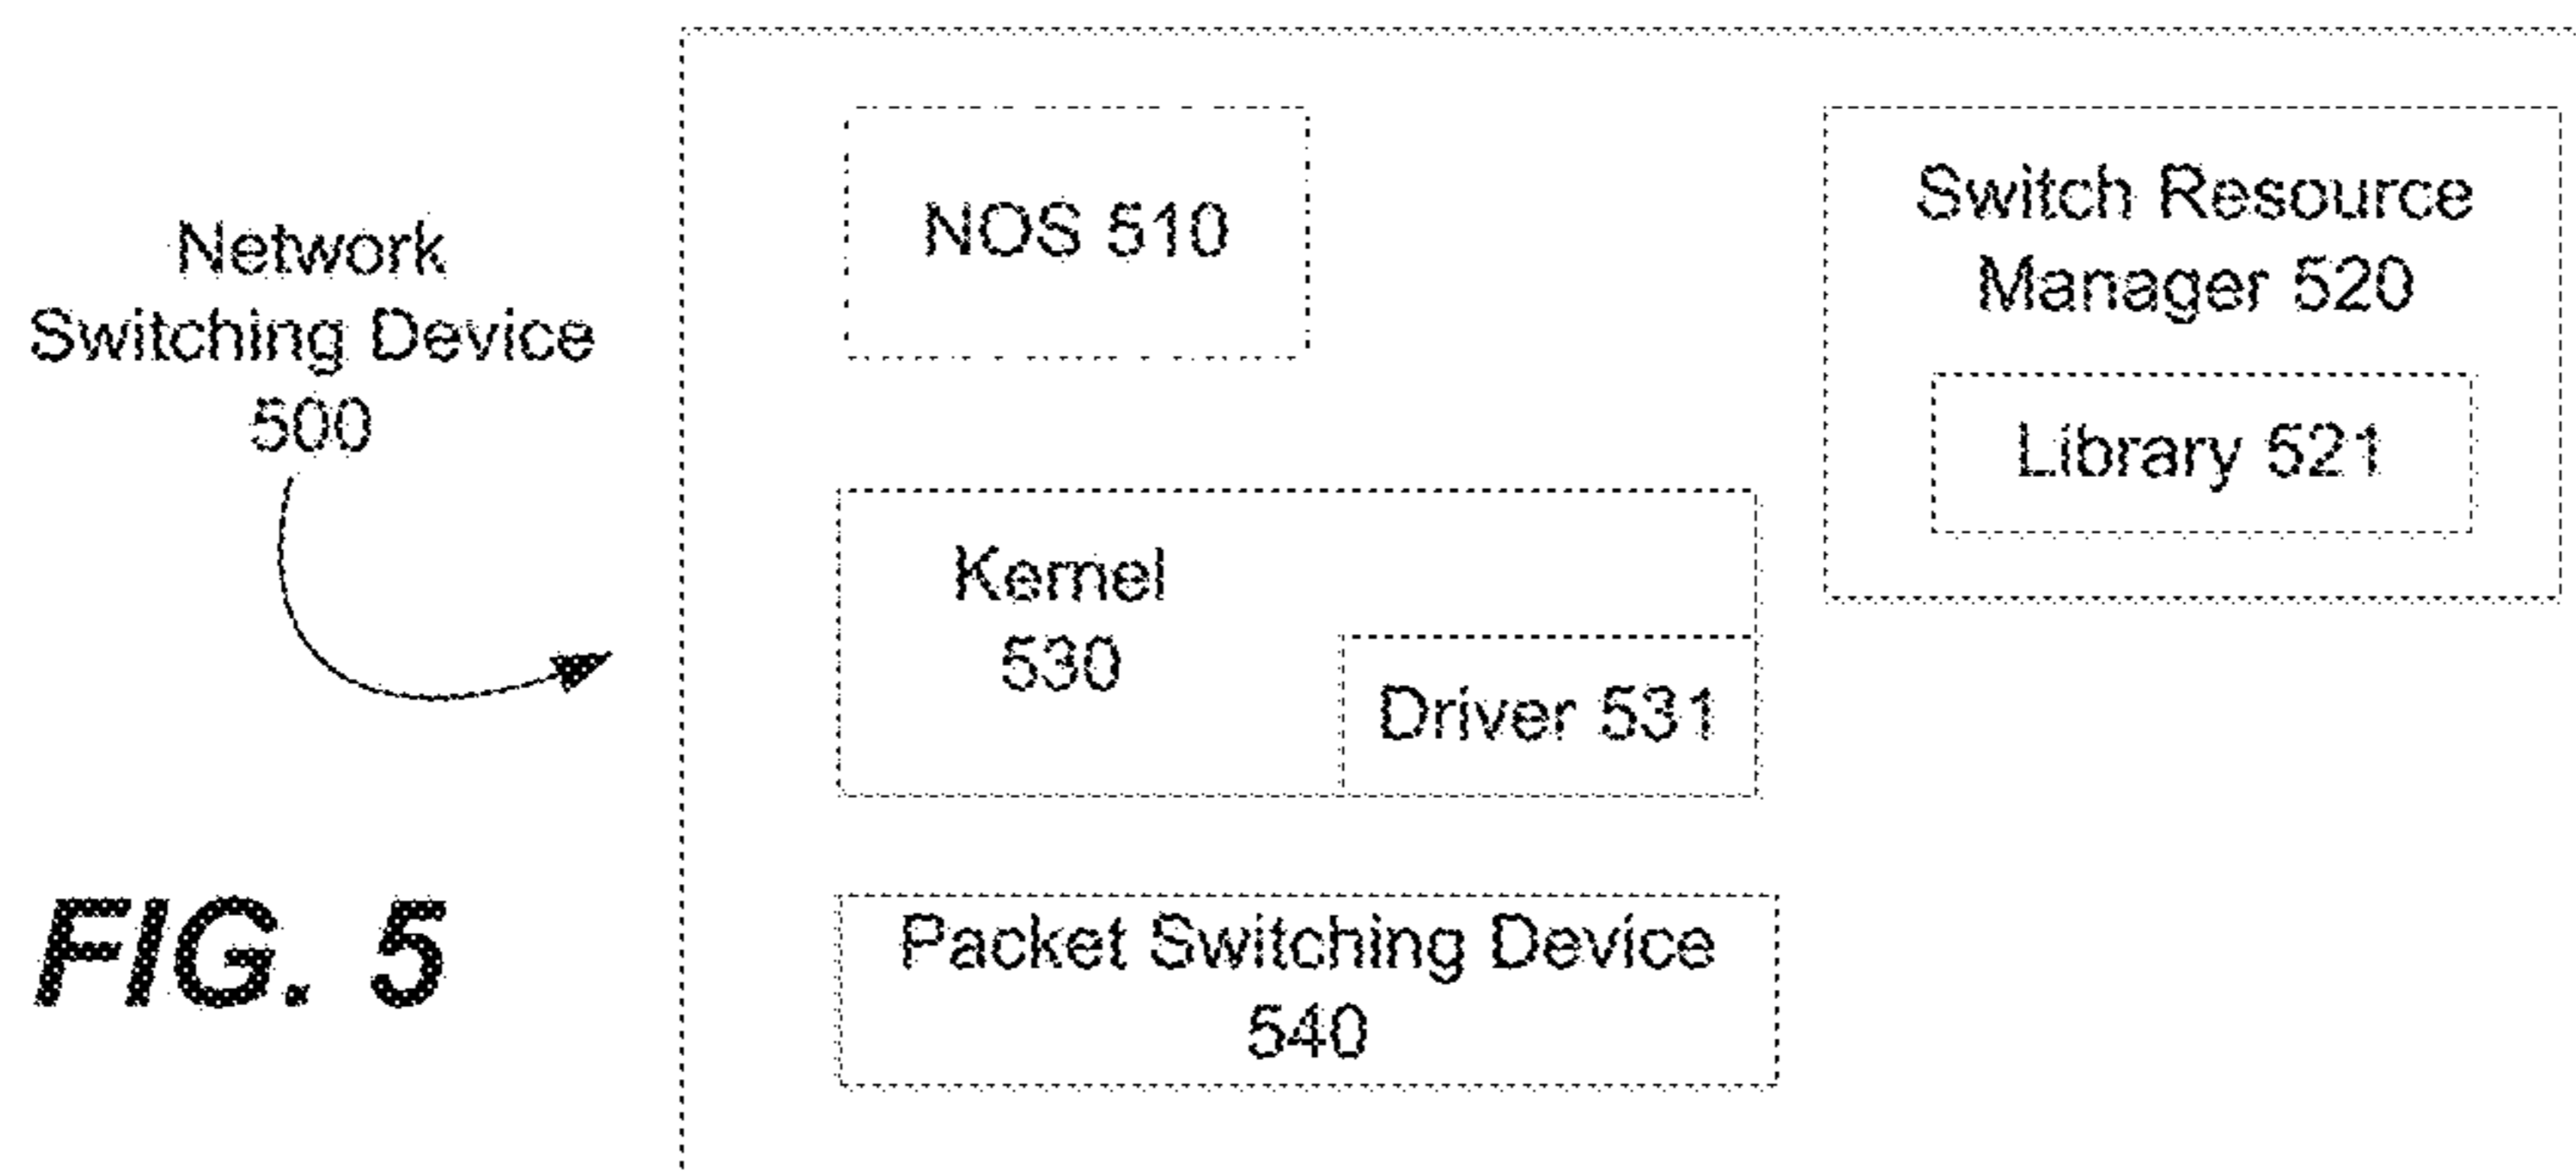 Network
Switching Device
500
NOS 510
Switch Resource
Manager 520
Library 521
Kernel
530
Driver 531
Packet Switching Device
540
FIG. 5